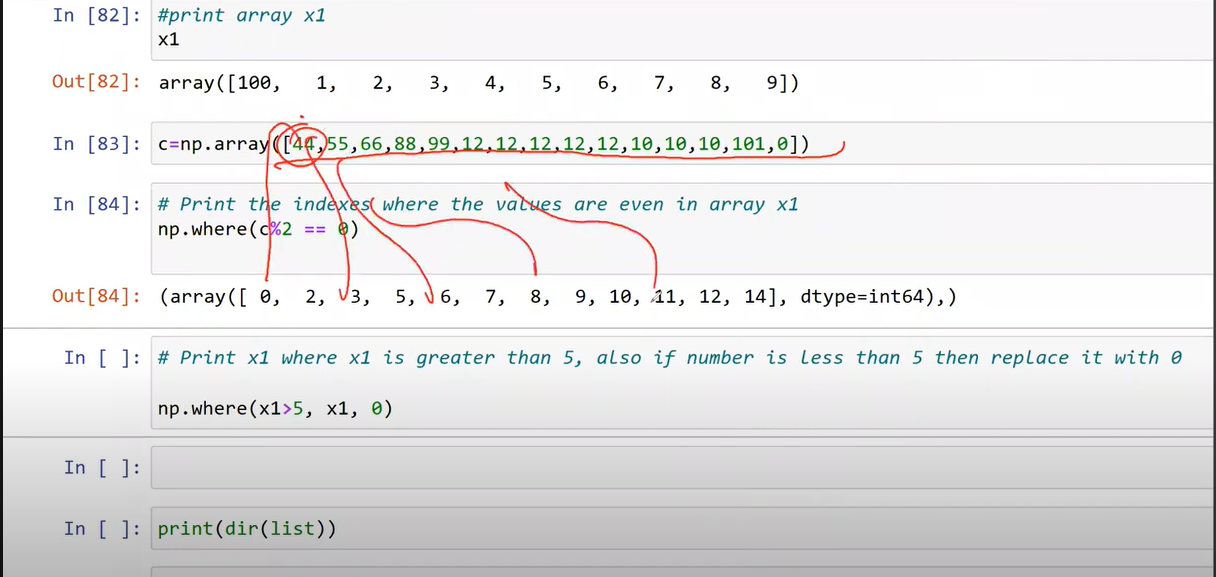 In [82]: #print array x1
x1
Out[82]: array([100, 1, 2, 3, 4, 5, 6, 7, 8, 9])
In [83]: c=np.array([44,55,66,88,99,12,12,12,12,12,10,10,10,101,0])
In [84]: # Print the indexes where the values are even in array x1
np.where(c%2 == 0)
Out[84]: (array([ 0, 2, 3, 5, 6, 7, 8, 9, 10, 11, 12, 14], dtype=int64),)
In [ ]: # Print x1 where x1 is greater than 5, also if number is less than 5 then replace it with 0
np.where(x1>5, x1, 0)
In [ ]:
In [ ]: print(dir(list))